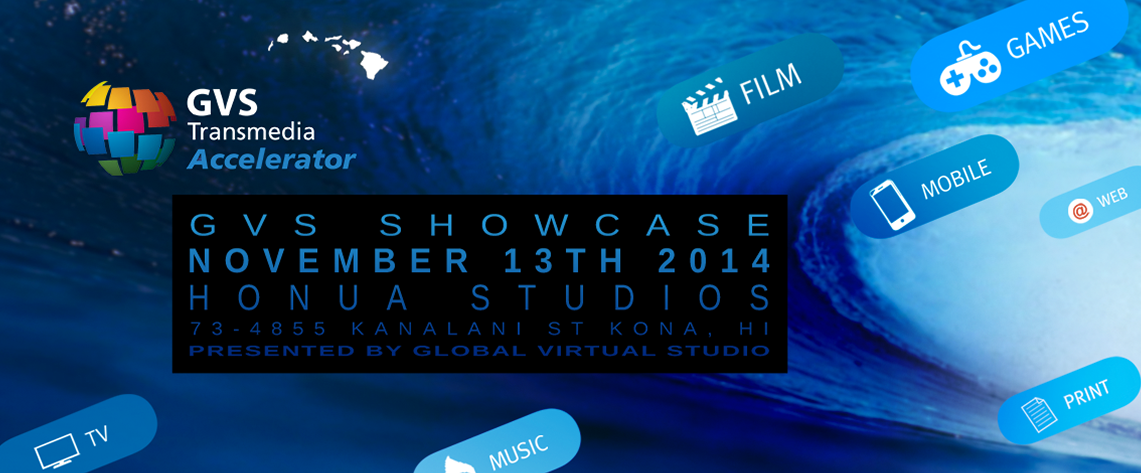 GVS
Transmedia
Accelerator
FILM
GAMES
MOBILE
@ WEB
GVS SHOWCASE
NOVEMBER 13TH 2014
HONUA STUDIOS
73-4855 KANALANI ST KONA, HI
PRESENTED BY GLOBAL VIRTUAL STUDIO
PRINT
TV
MUSIC